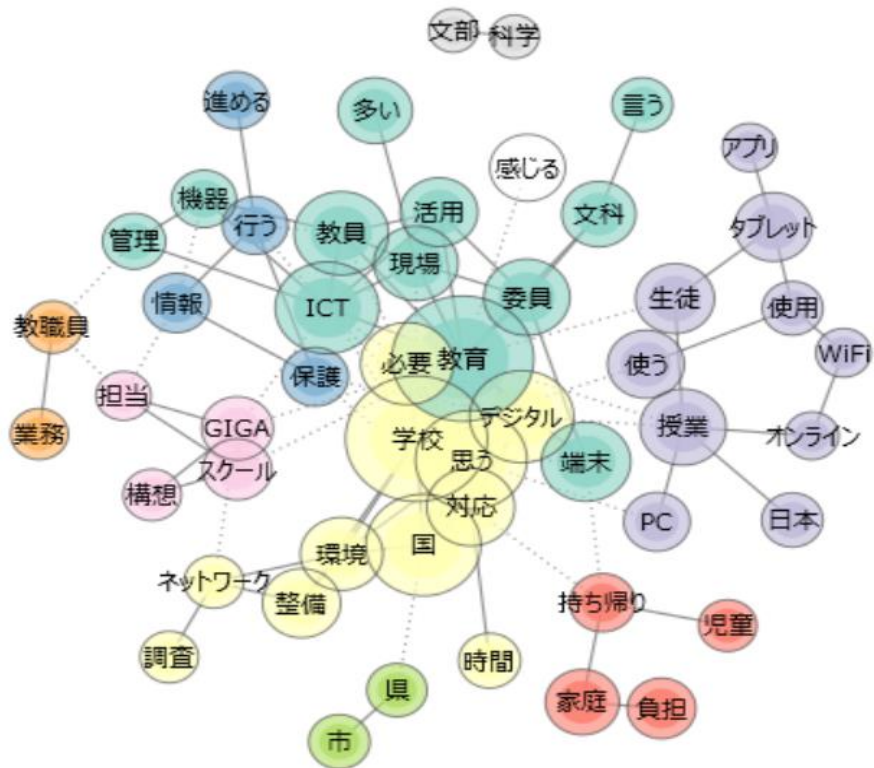 文部
科学
進める
多い
言う
アプリ
感じる
機器
行う
教員
活用
文科
タブレット
管理
現場
情報
ICT
委員
生徒
使用
教職員
必要
教育
使う
WiFi
保護
担当
GIGA
デジタル
授業
オンライン
業務
学校
スクール
思う
端末
構想
対応
PC
日本
環境
国
ネットワーク
整備
持ち帰り
児童
調査
時間
県
家庭
負担
市